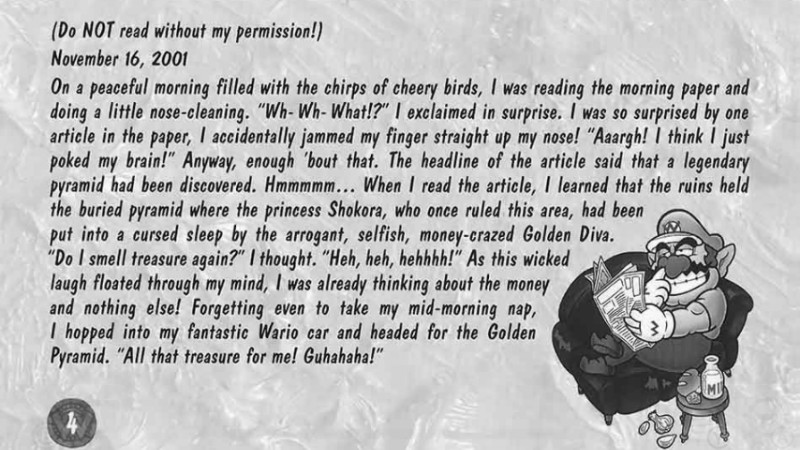 (Do NOT read without my permission!)
November 16, 2001
On a peaceful morning filled with the chirps of cheery birds, I was reading the morning paper and
doing a little nose-cleaning. "Wh- Wh- What!?" I exclaimed in surprise. I was so surprised by one
article in the paper, I accidentally jammed my finger straight up my nose! "Aaargh! I think I just
poked my brain!" Anyway, enough 'bout that. The headline of the article said that a legendary
pyramid had been discovered. Hmmmmm... When I read the article, I learned that the ruins held
the buried pyramid where the princess Shokora, who once ruled this area, had been
put into a cursed sleep by the arrogant, selfish, money-crazed Golden Diva.
"Do I smell treasure again?" I thought. "Heh, heh, hehhhh!" As this wicked
laugh floated through my mind, I was already thinking about the money
and nothing else! Forgetting even to take my mid-morning nap,
I hopped into my fantastic Wario car and headed for the Golden
Pyramid. "All that treasure for me! Guhahaha!"
W
W
MI
4